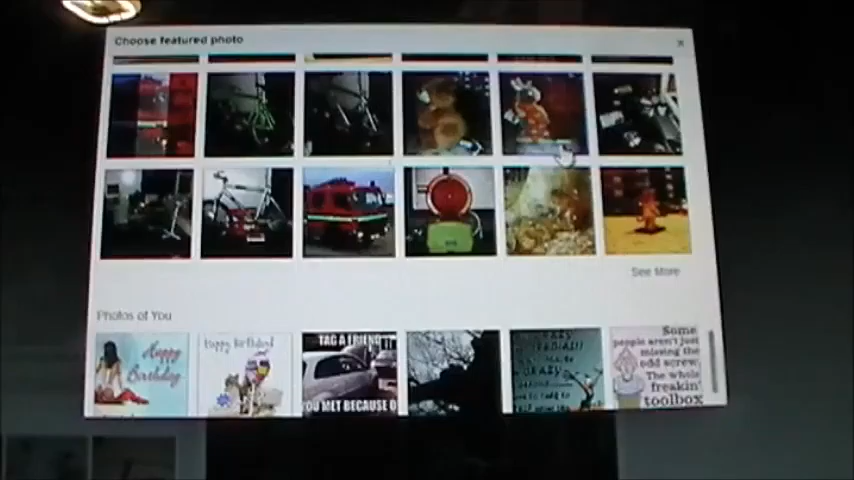 Choose featured photo
×
See More
Photos of You
Happy
Birthday
Happy Birthday
TAG A FRIEND
YOU MET BECAUSE O
CRAZY
Some
people aren't just
missing the
odd screw.
The whole
freakin'
toolbox